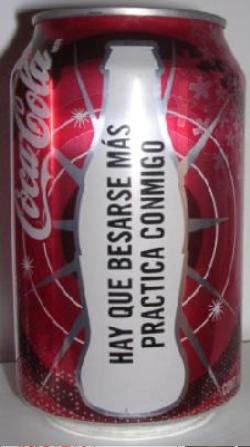 Coca-Cola
HAY QUE BESARSE MÁS
PRACTICA CONMIGO